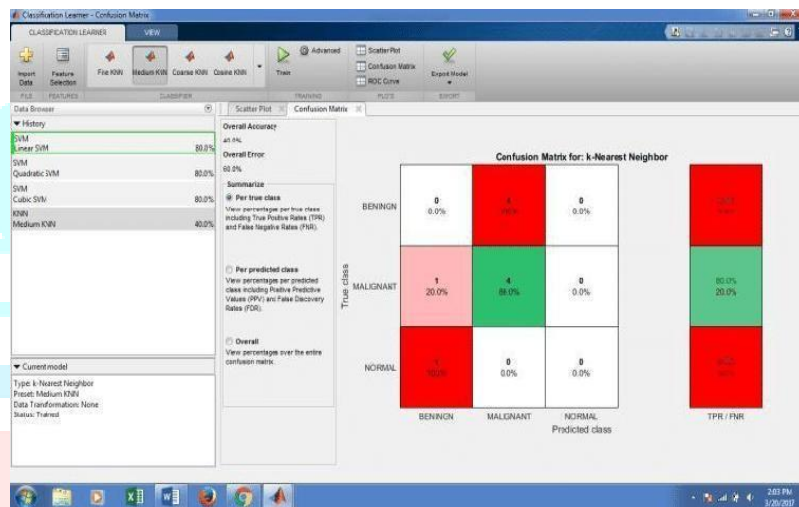 Classification Learner - Confusion Matrix
CLASSIFICATION LEARNER VIEW
Import Data
Feature Selection
Fine KNN Medium KNN Coarse KNN Cosine KNN
Train
Advanced
Scatter Plot
Confusion Matrix
ROC Curve
Export Model
FILE FEATURES CLASSIFIER TRAINING PLOTS EXPORT
Data Browser
Scatter Plot Confusion Matrix
History
SVM
Linear SVM 80.0%
SVM
Quadratic SVM 80.0%
SVM
Cubic SVM 80.0%
KNN
Medium KNN 40.0%
Current model
Type: k-Nearest Neighbor
Preset: Medium KNN
Data Tranformation: None
Status: Trained
Overall Accuracy
40.0%
Overall Error
60.0%
Summarize
Per true class
View percentages per true class
including True Positive Rates (TPR)
and False Negative Rates (FNR).
Per predicted class
View percentages per predicted
class including Positive Predictive
Values (PPV) and False Discovery
Rates (FDR).
Overall
View percentages over the entire
confusion matrix.
Confusion Matrix for: k-Nearest Neighbor
True class
BENINGN
0
0.0%
0
0.0%
MALIGNANT
1
20.0%
4
80.0%
0
0.0%
80.0%
20.0%
NORMAL
0
0.0%
0
0.0%
BENINGN MALIGNANT NORMAL TPR / FNR
Predicted class
2:03 PM
3/20/2017